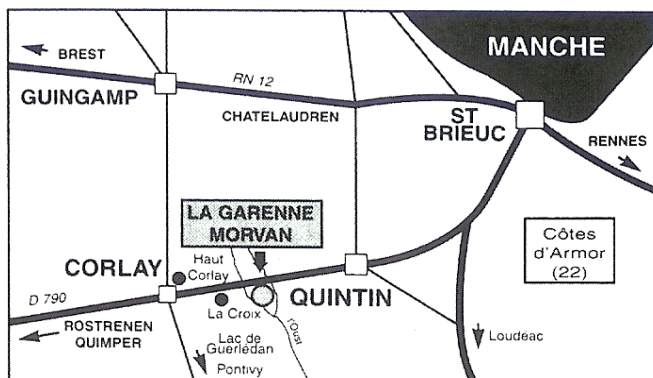 MANCHE
BREST
RN 12
GUINGAMP
CHATELAUDREN
ST
BRIEUC
RENNES
LA GARENNE
MORVAN
Côtes
d'Armor
(22)
CORLAY
Haut
Corlay
QUINTIN
D 790
La Croix
l'Oust
ROSTRENEN
QUIMPER
Lac de
Guerlédan
Pontivy
Loudéac